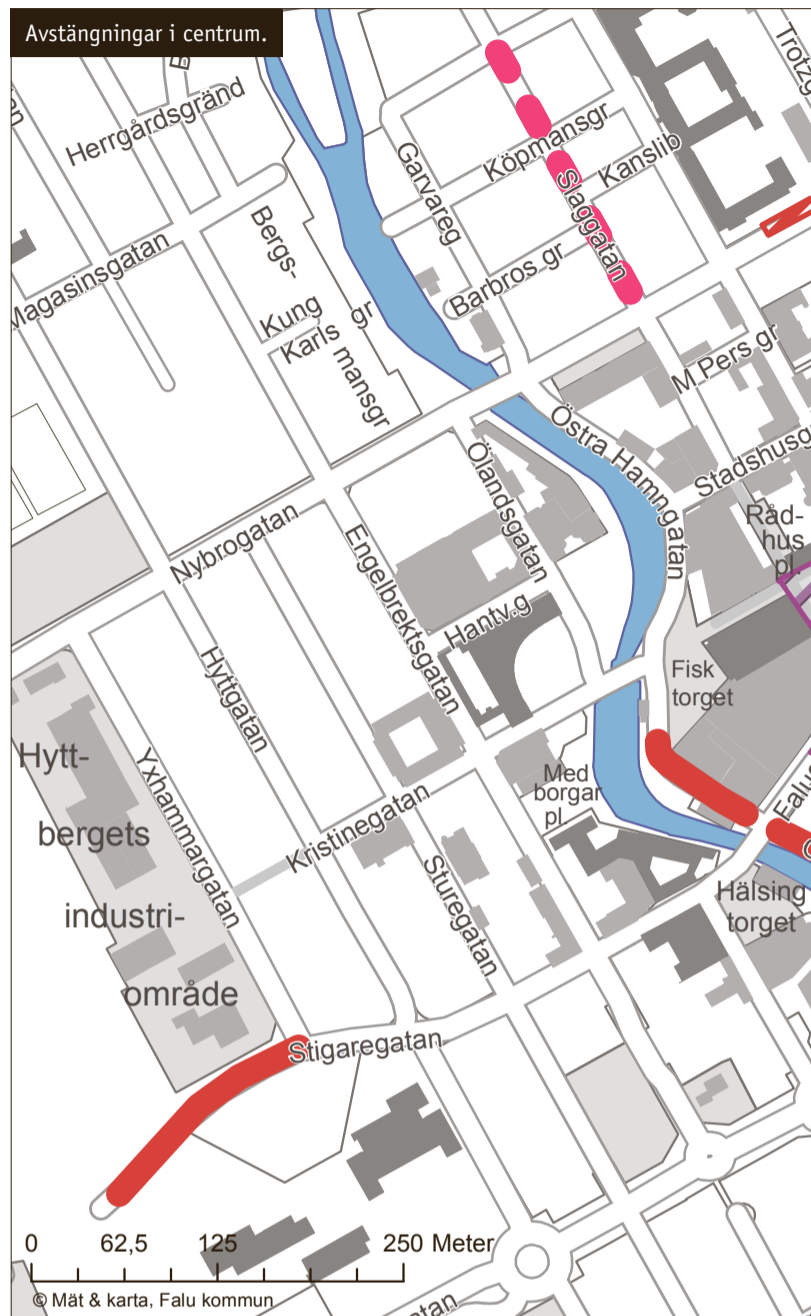 Avstängningar i centrum.
Trotzg
Herrgårdsgränd
Köpmansgr
Kanslib
Garvareg
Slaggatan
Bergs-
mansgr
Magasinsgatan
Barbros gr
Kung
Karls gr
M Pers gr
Östra Hamngatan
Stadshusg
Ölandsgatan
Råd-
hus
pl.
Nybrogatan
Engelbrektsgatan
Hantv.g
Hyttgatan
Fisk
torget
Hytt-
bergets
industri-
område
Yxhammargatan
Med
borgar
pl.
Falu
Kristinegatan
Sturegatan
Hälsing
torget
Stigaregatan
0 62,5 125 250 Meter
© Mät & karta, Falu kommun
gatan